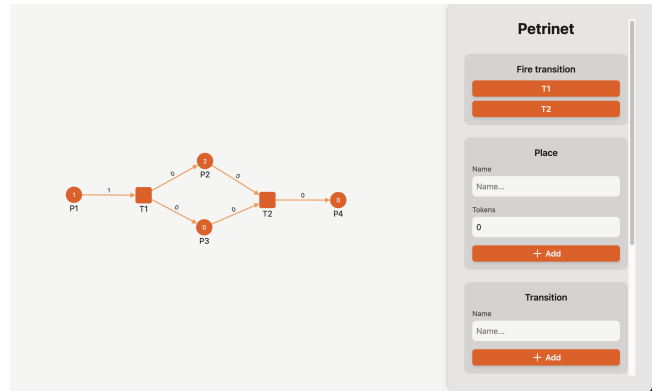 Petrinet
Fire transition
T1
T2
Place
Name
Name...
Tokens
0
+ Add
Transition
Name
Name...
+ Add
1
P1
1
T1
0
2
P2
0
0
0
P3
0
T2
0
0
P4